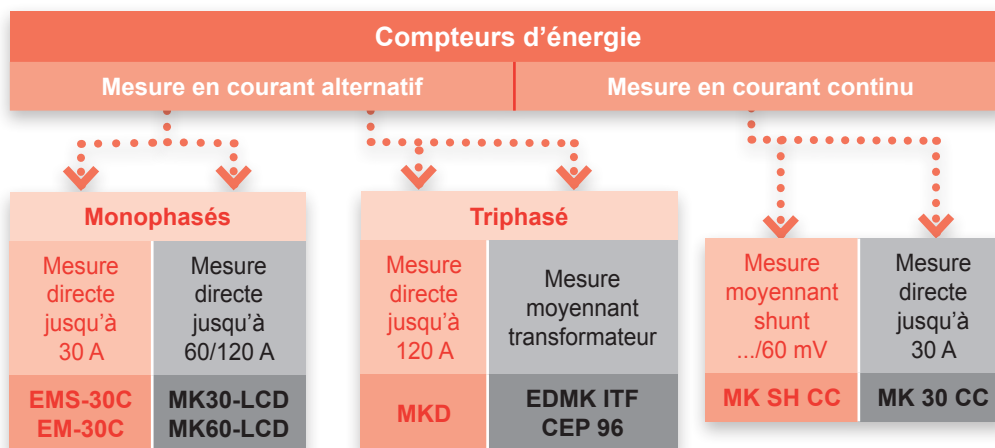 Compteurs d’énergie
Mesure en courant alternatif
Mesure en courant continu
Monophasés
Mesure
directe
jusqu’à
30 A
EMS-30C
EM-30C
Mesure
directe
jusqu’à
60/120 A
MK30-LCD
MK60-LCD
Triphasé
Mesure
directe
jusqu’à
120 A
MKD
Mesure
moyennant
transformateur
EDMK ITF
CEP 96
Mesure
moyennant
shunt
.../60 mV
MK SH CC
Mesure
directe
jusqu’à
30 A
MK 30 CC